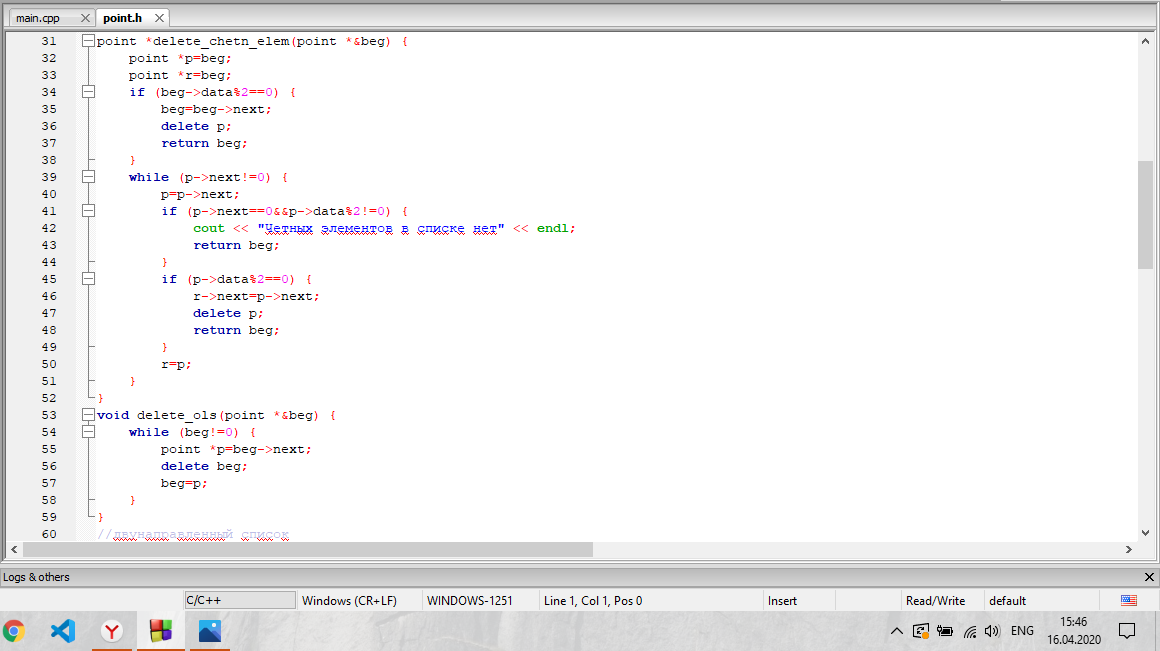 main.cpp point.h
31 point *delete_chetn_elem(point *&beg) {
32 point *p=beg;
33 point *r=beg;
34 if (beg->data%2==0) {
35 beg=beg->next;
36 delete p;
37 return beg;
38 }
39 while (p->next!=0) {
40 p=p->next;
41 if (p->next==0&&p->data%2!=0) {
42 cout << "Четных элементов в списке нет" << endl;
43 return beg;
44 }
45 if (p->data%2==0) {
46 r->next=p->next;
47 delete p;
48 return beg;
49 }
50 r=p;
51 }
52 }
53 void delete_ols(point *&beg) {
54 while (beg!=0) {
55 point *p=beg->next;
56 delete beg;
57 beg=p;
58 }
59 }
60 //двунаправленный список
Logs & others
C/C++ Windows (CR+LF) WINDOWS-1251 Line 1, Col 1, Pos 0 Insert Read/Write default
ENG 15:46
16.04.2020